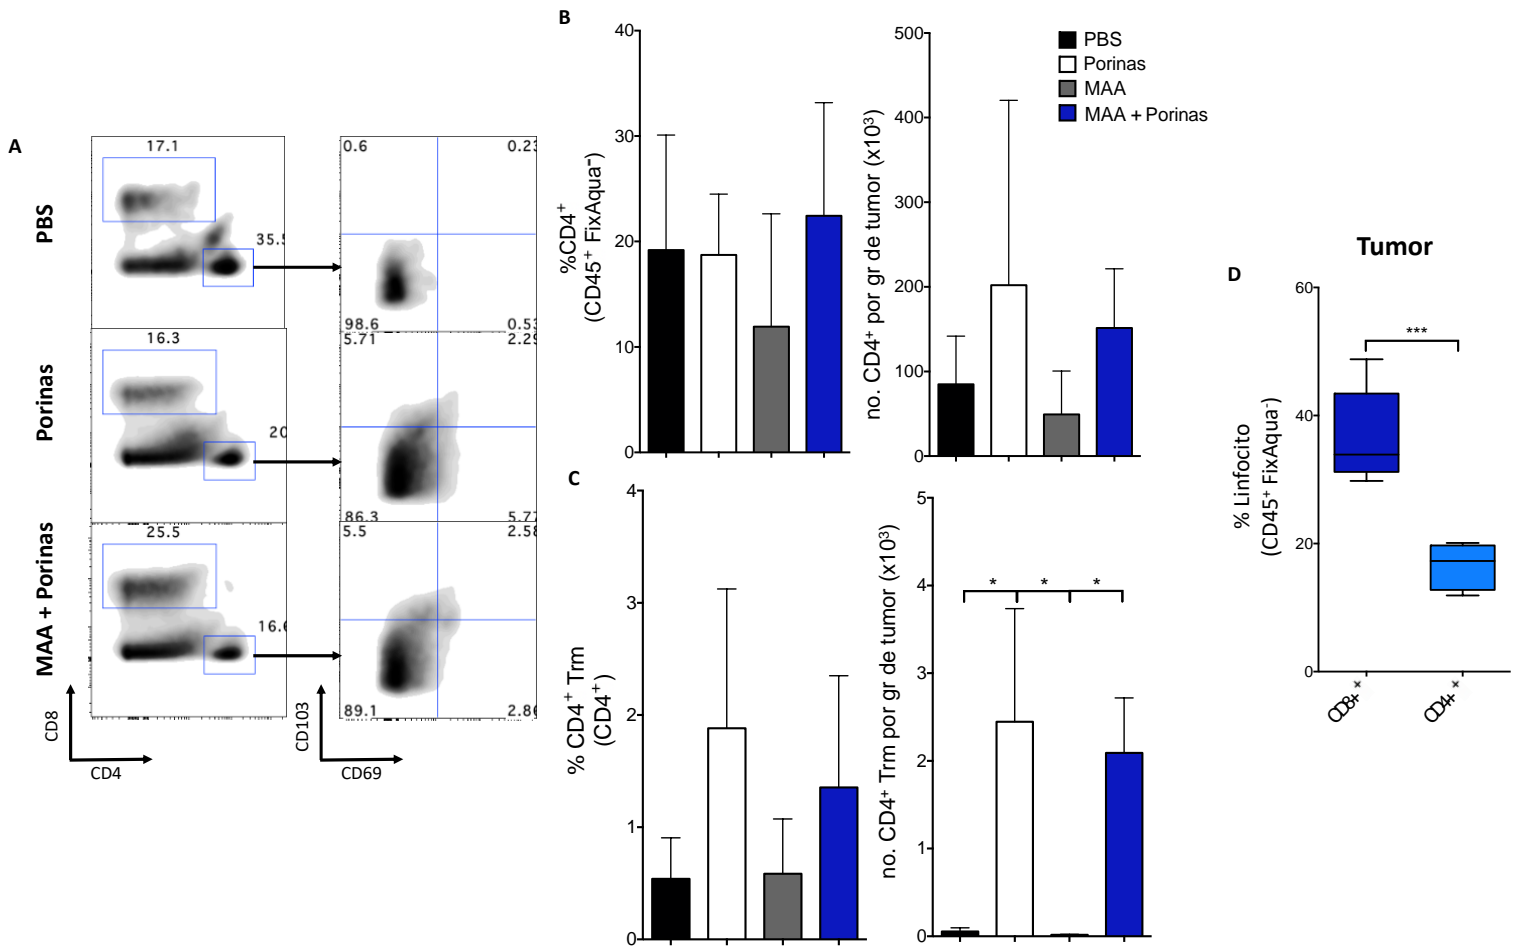 A
PBS
17.1
35.5
0.6
0.23
98.6
0.53
Porinas
16.3
20
5.71
2.29
86.3
5.77
MAA + Porinas
25.5
16.6
5.5
2.58
89.1
2.86
CD8
CD4
CD103
CD69
B
%CD4⁺
(CD45⁺ FixAqua⁻)
40
30
20
10
0
no. CD4⁺ por gr de tumor (x10³)
500
400
300
200
100
0
PBS
Porinas
MAA
MAA + Porinas
C
% CD4⁺ Trm
(CD4⁺)
4
3
2
1
0
no. CD4⁺ Trm por gr de tumor (x10³)
5
4
3
2
1
0
* * *
D
Tumor
% Linfocito
(CD45⁺ FixAqua⁻)
60
40
20
0
***
CD8+ +
CD4+ +